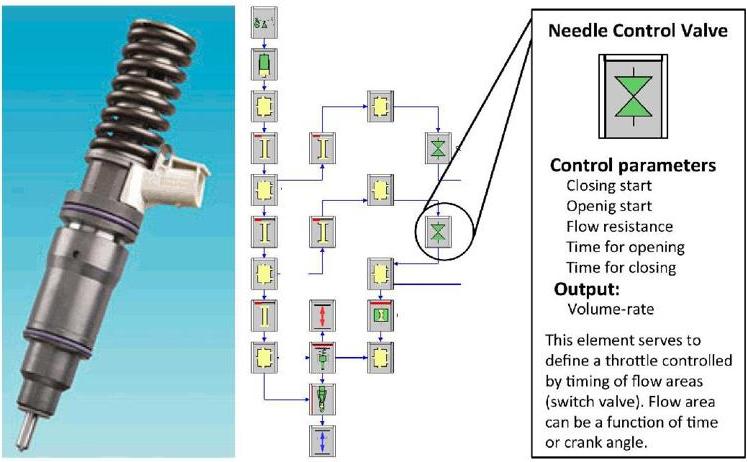 Needle Control Valve
Control parameters
Closing start
Openig start
Flow resistance
Time for opening
Time for closing
Output:
Volume-rate
This element serves to
define a throttle controlled
by timing of flow areas
(switch valve). Flow area
can be a function of time
or crank angle.